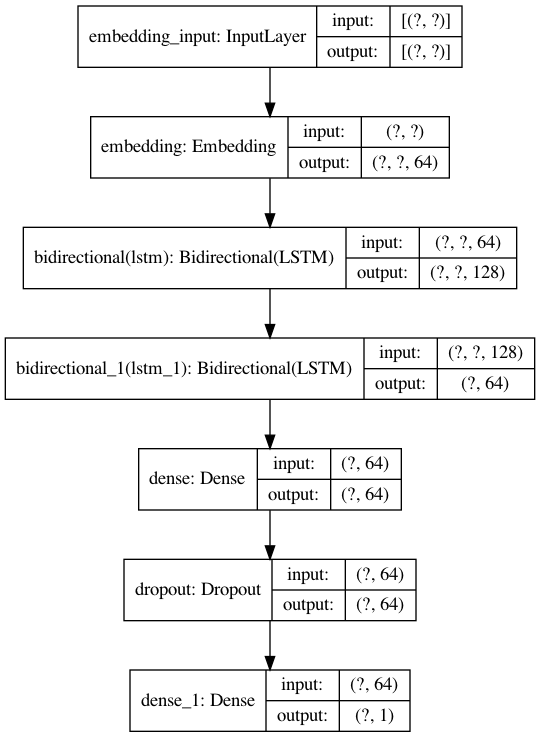 embedding_input: InputLayer
input:
[(?, ?)]
output:
[(?, ?)]
embedding: Embedding
input:
(?, ?)
output:
(?, ?, 64)
bidirectional(lstm): Bidirectional(LSTM)
input:
(?, ?, 64)
output:
(?, ?, 128)
bidirectional_1(lstm_1): Bidirectional(LSTM)
input:
(?, ?, 128)
output:
(?, 64)
dense: Dense
input:
(?, 64)
output:
(?, 64)
dropout: Dropout
input:
(?, 64)
output:
(?, 64)
dense_1: Dense
input:
(?, 64)
output:
(?, 1)